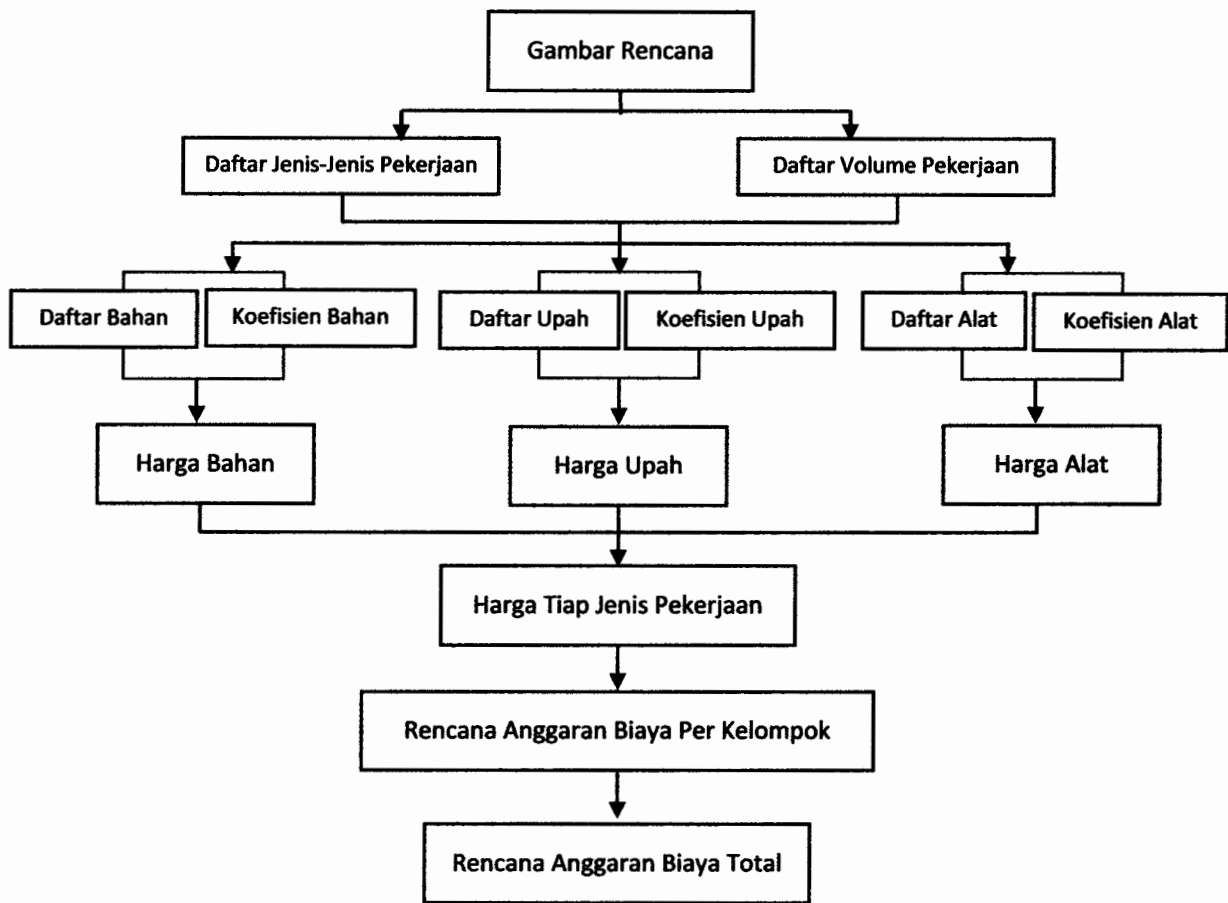 Gambar Rencana
Daftar Jenis-Jenis Pekerjaan
Daftar Volume Pekerjaan
Daftar Bahan
Koefisien Bahan
Daftar Upah
Koefisien Upah
Daftar Alat
Koefisien Alat
Harga Bahan
Harga Upah
Harga Alat
Harga Tiap Jenis Pekerjaan
Rencana Anggaran Biaya Per Kelompok
Rencana Anggaran Biaya Total